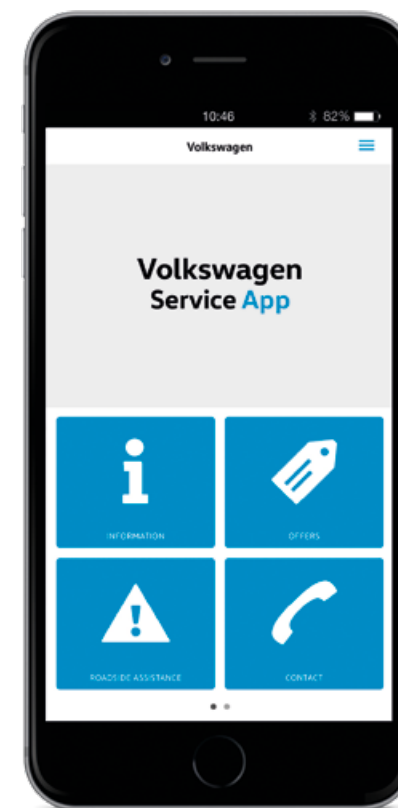 10:46 82%
Volkswagen
Volkswagen
Service App
INFORMATION
OFFERS
ROADSIDE ASSISTANCE
CONTACT